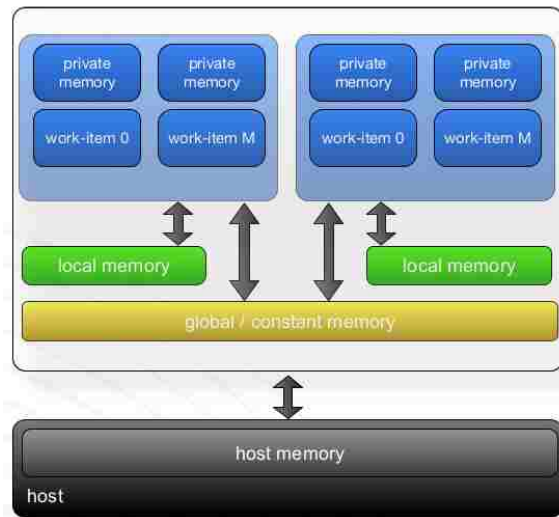 private
memory
private
memory
private
memory
private
memory
work-item 0
work-item M
work-item 0
work-item M
local memory
local memory
global / constant memory
host memory
host